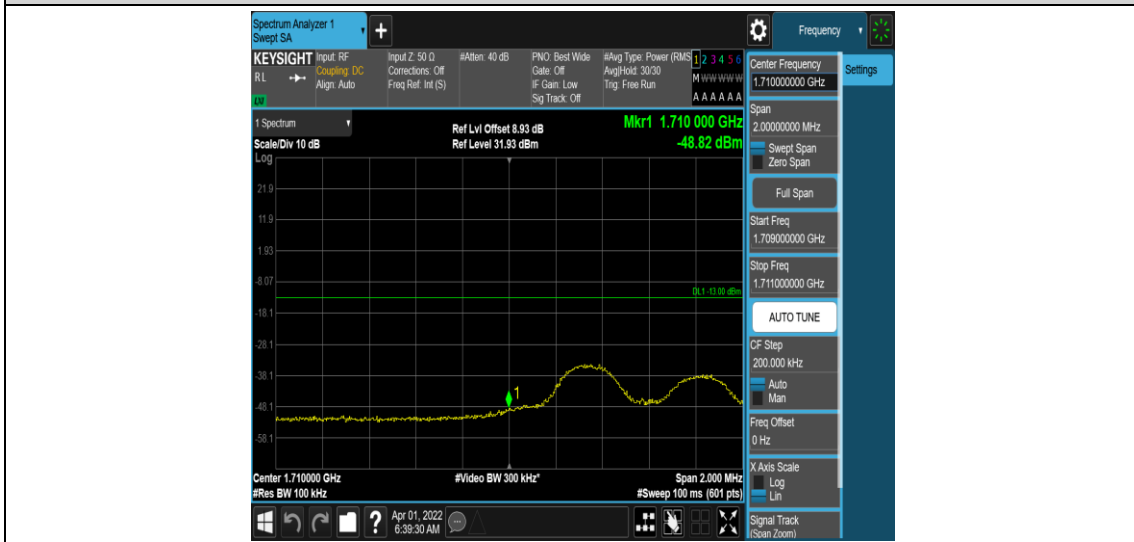 Spectrum Analyzer 1
Swept SA
+
Frequency
KEYSIGHT
RL
LXI
Input: RF
Coupling: DC
Align: Auto
Input Z: 50 Ω
Corrections: Off
Freq Ref: Int (S)
#Atten: 40 dB
PNO: Best Wide
Gate: Off
IF Gain: Low
Sig Track: Off
#Avg Type: Power (RMS
Avg|Hold: 30/30
Trig: Free Run
1 2 3 4 5 6
M W W W W W
A A A A A A
Center Frequency
1.710000000 GHz
Settings
Span
2.00000000 MHz
Swept Span
Zero Span
Full Span
Start Freq
1.709000000 GHz
Stop Freq
1.711000000 GHz
AUTO TUNE
CF Step
200.000 kHz
Auto
Man
Freq Offset
0 Hz
X Axis Scale
Log
Lin
Signal Track
(Span Zoom)
1 Spectrum
Scale/Div 10 dB
Log
Ref Lvl Offset 8.93 dB
Ref Level 31.93 dBm
Mkr1 1.710 000 GHz
-48.82 dBm
21.9
11.9
1.93
-8.07
DL1 -13.00 dBm
-18.1
-28.1
-38.1
1
-48.1
-58.1
Center 1.710000 GHz
#Res BW 100 kHz
#Video BW 300 kHz*
Span 2.000 MHz
#Sweep 100 ms (601 pts)
?
Apr 01, 2022
6:39:30 AM